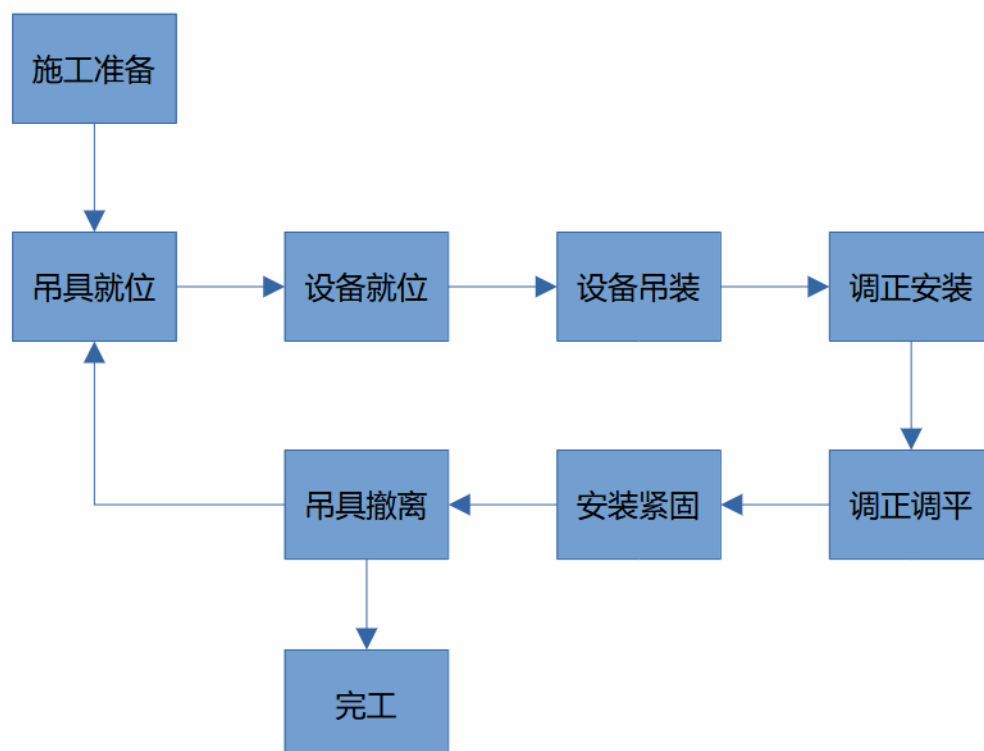 施工准备
吊具就位
设备就位
设备吊装
调正安装
吊具撤离
安装紧固
调正调平
完工